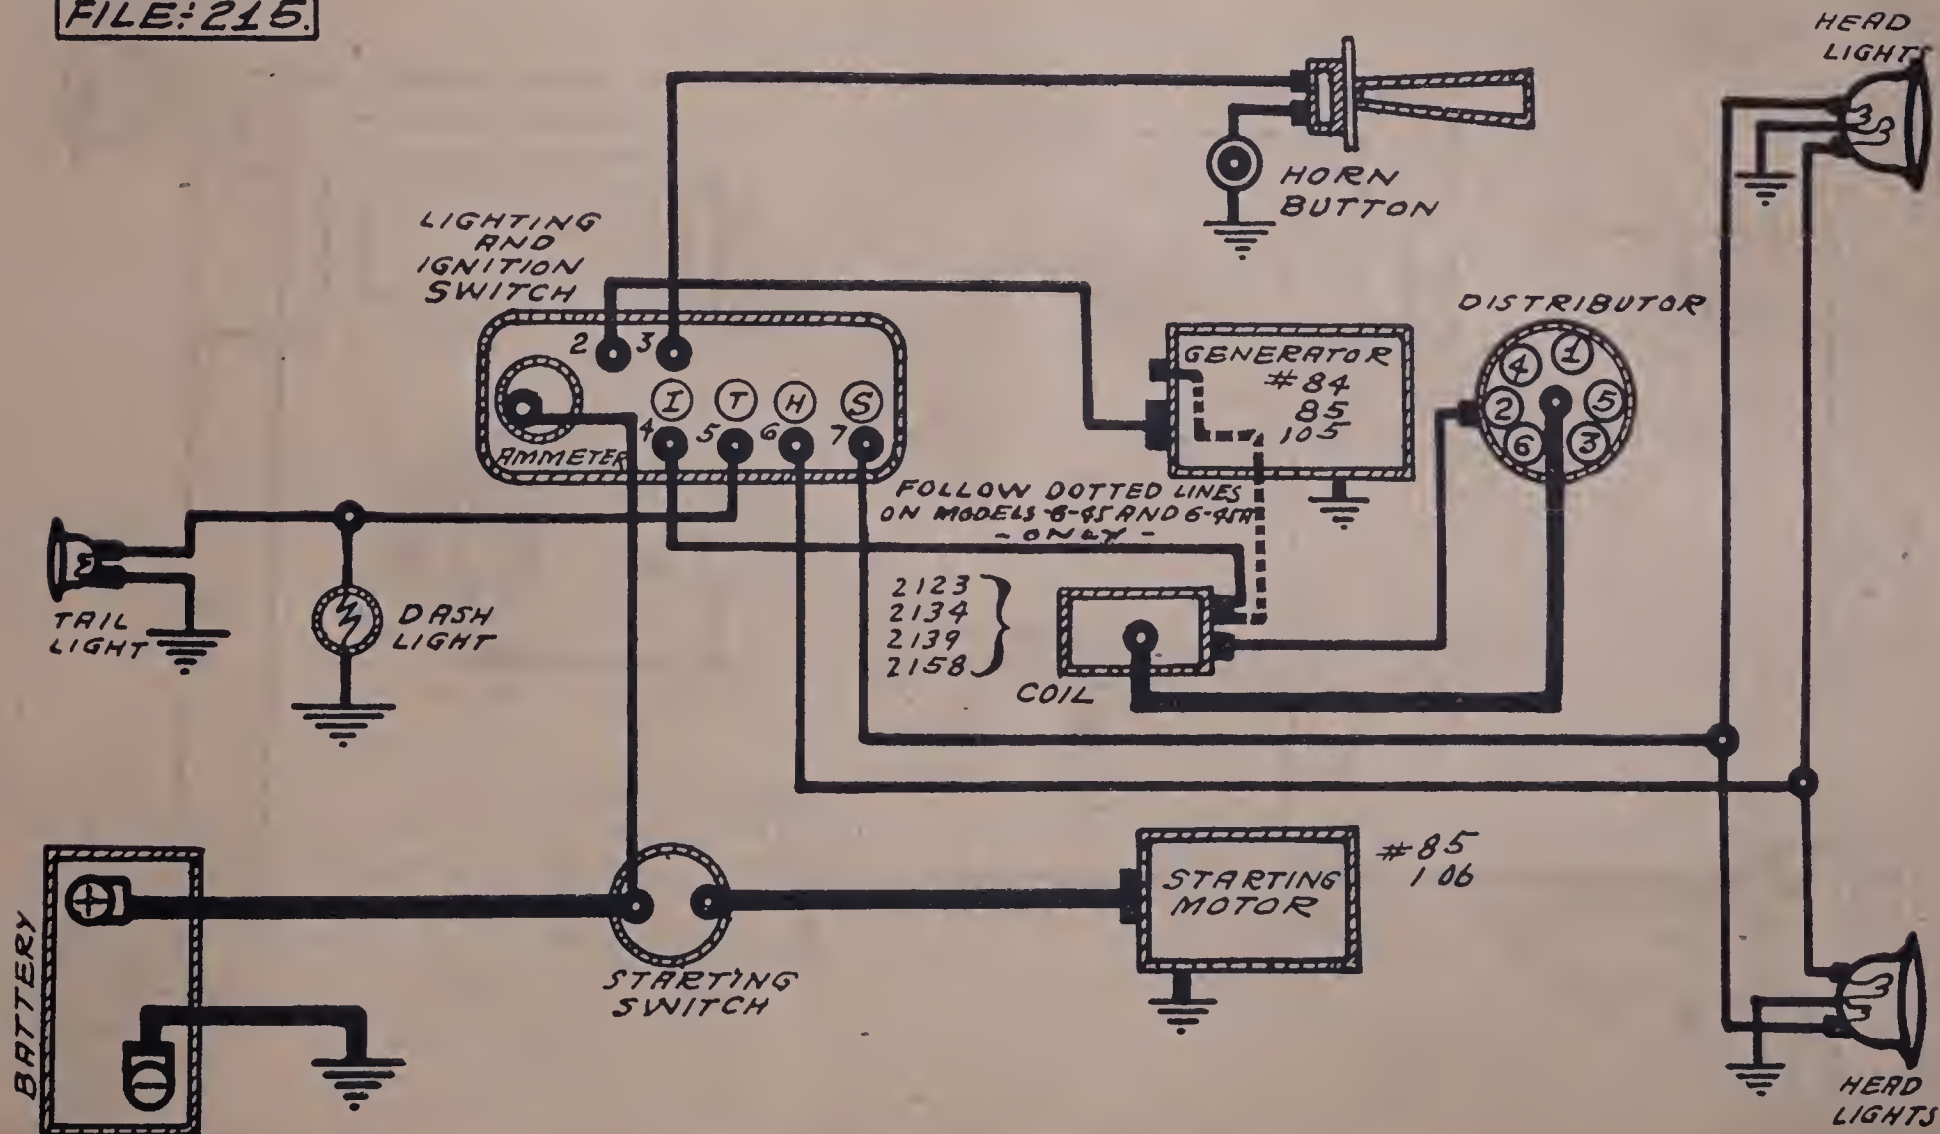 FILE: 215.
HEAD
LIGHTS
HORN
BUTTON
LIGHTING
AND
IGNITION
SWITCH
DISTRIBUTOR
2 3
GENERATOR
#84
85
105
1
4
5
2
3
6
I T H S
4 5 6 7
AMMETER
FOLLOW DOTTED LINES
ON MODELS 6-45 AND 6-45A
- ONLY -
2123
2134
2139
2158
COIL
TAIL
LIGHT
DASH
LIGHT
#85
106
STARTING
MOTOR
BATTERY
+
-
STARTING
SWITCH
HEAD
LIGHTS